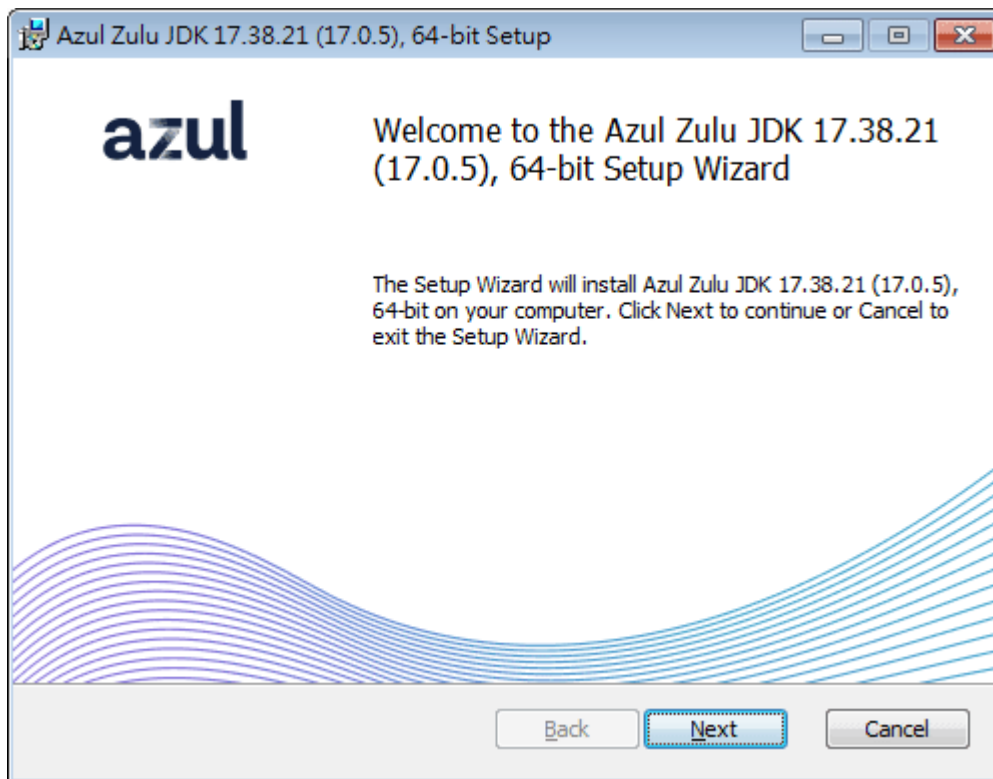 Azul Zulu JDK 17.38.21 (17.0.5), 64-bit Setup
azul
Welcome to the Azul Zulu JDK 17.38.21
(17.0.5), 64-bit Setup Wizard
The Setup Wizard will install Azul Zulu JDK 17.38.21 (17.0.5),
64-bit on your computer. Click Next to continue or Cancel to
exit the Setup Wizard.
Back
Next
Cancel